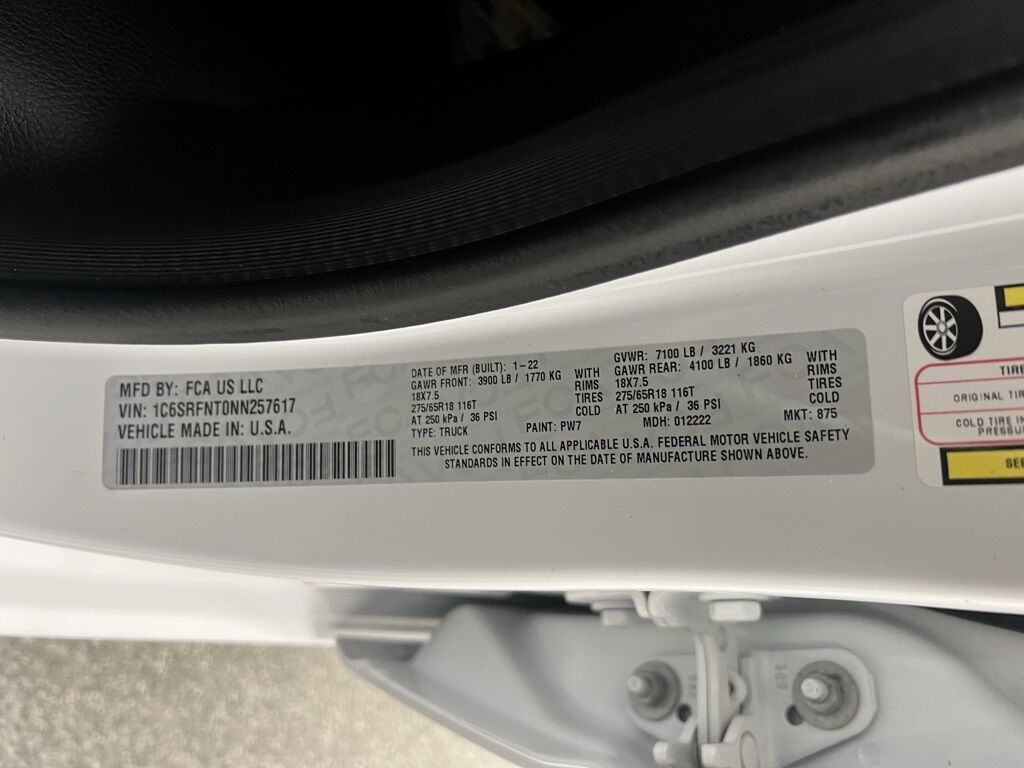 MFD BY: FCA US LLC
VIN: 1C6SRFNT0NN257617
VEHICLE MADE IN: U.S.A.
DATE OF MFR (BUILT): 1-22
GAWR FRONT: 3900 LB / 1770 KG WITH
18X7.5 RIMS
275/65R18 116T TIRES
AT 250 kPa / 36 PSI COLD
TYPE: TRUCK PAINT: PW7
GVWR: 7100 LB / 3221 KG
GAWR REAR: 4100 LB / 1860 KG WITH
18X7.5 RIMS
275/65R18 116T TIRES
AT 250 kPa / 36 PSI COLD
MDH: 012222 MKT: 875
THIS VEHICLE CONFORMS TO ALL APPLICABLE U.S.A. FEDERAL MOTOR VEHICLE SAFETY
STANDARDS IN EFFECT ON THE DATE OF MANUFACTURE SHOWN ABOVE.
TIRE
ORIGINAL TIR
COLD TIRE IN
PRESSU
SEE